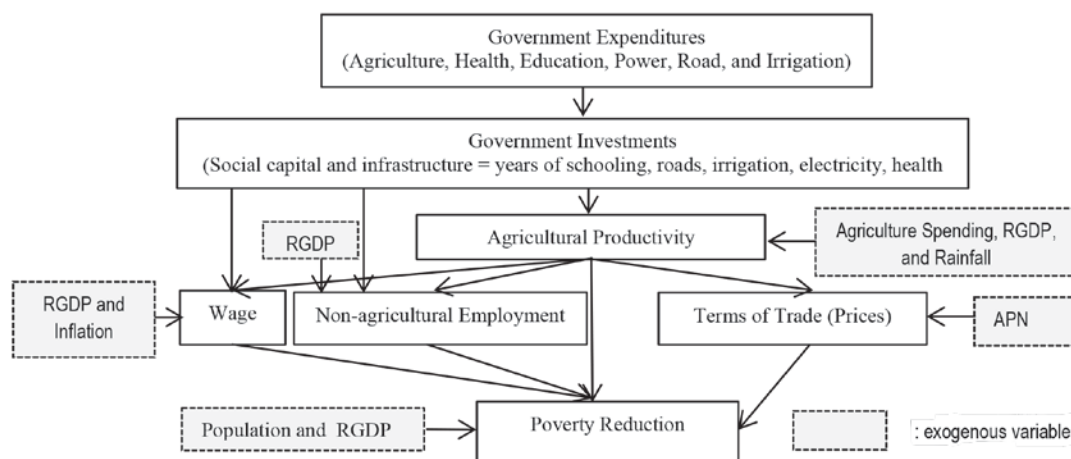 Government Expenditures
(Agriculture, Health, Education, Power, Road, and Irrigation)
Government Investments
(Social capital and infrastructure = years of schooling, roads, irrigation, electricity, health
RGDP
Agricultural Productivity
Agriculture Spending, RGDP,
and Rainfall
RGDP and
Inflation
Wage
Non-agricultural Employment
Terms of Trade (Prices)
APN
Population and RGDP
Poverty Reduction
: exogenous variable